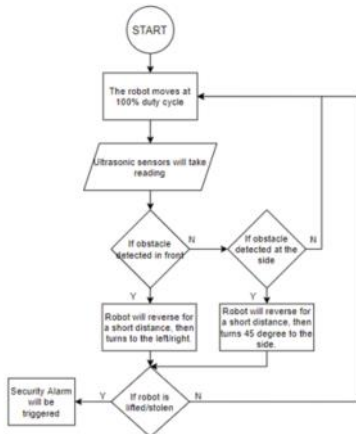 START
The robot moves at
100% duty cycle
Ultrasonic sensors will take
reading
If obstacle
detected in front
N
If obstacle
detected at the
side
N
Y
Y
Robot will reverse for
a short distance, then
turns to the left/right.
Robot will reverse for
a short distance, then
turns 45 degree to the
side.
Security Alarm
will be
triggered
Y
If robot is
lifted/stolen
N